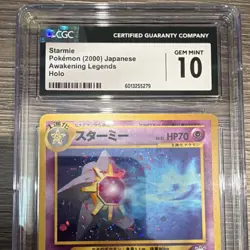 CGC
CERTIFIED GUARANTY COMPANY
Starmie
Pokémon (2000) Japanese
Awakening Legends
Holo
GEM MINT
10
6013255279
スターミー
HP70